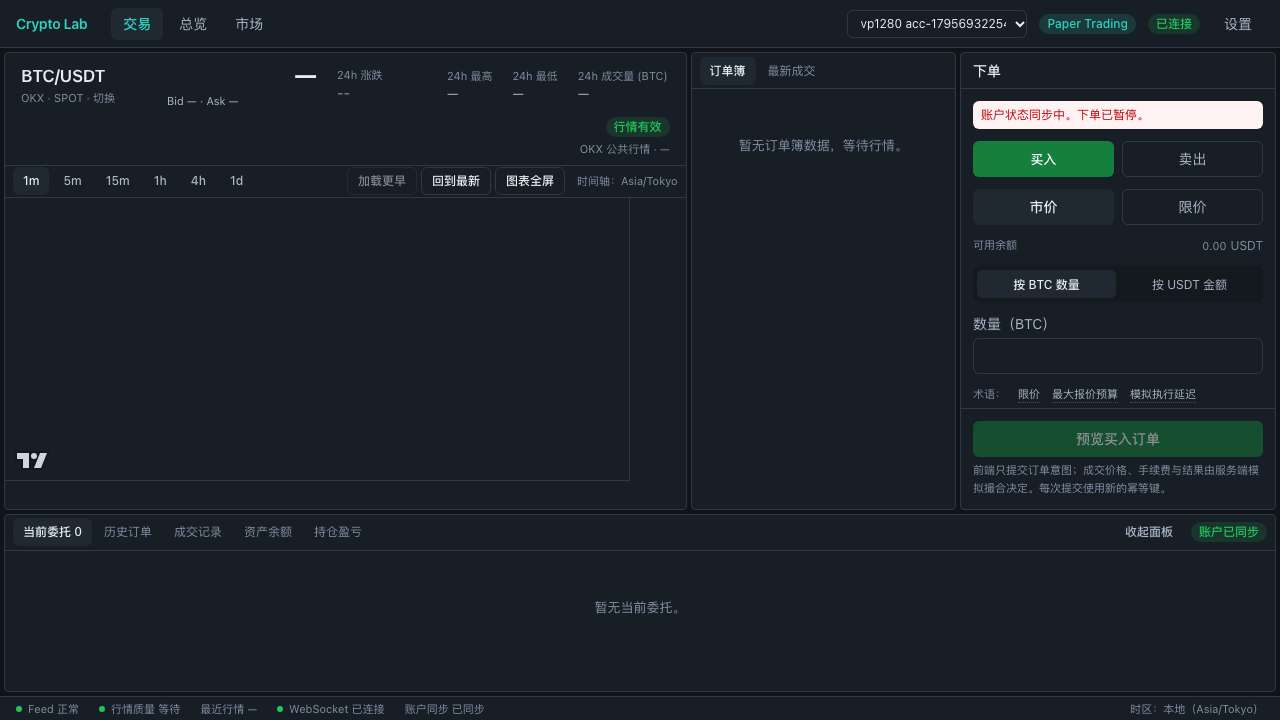 Crypto Lab
交易
总览
市场
vp1280 acc-1795693225
Paper Trading
已连接
设置
BTC/USDT
OKX · SPOT · 切换
Bid — · Ask —
—
24h 涨跌
--
24h 最高
—
24h 最低
—
24h 成交量 (BTC)
—
行情有效
OKX 公共行情 · —
1m 5m 15m 1h 4h 1d
加载更早
回到最新
图表全屏
时间轴：Asia/Tokyo
订单簿
最新成交
暂无订单簿数据，等待行情。
下单
账户状态同步中。下单已暂停。
买入
卖出
市价
限价
可用余额
0.00 USDT
按 BTC 数量
按 USDT 金额
数量（BTC）
术语：
限价
最大报价预算
模拟执行延迟
预览买入订单
前端只提交订单意图；成交价格、手续费与结果由服务端模
拟撮合决定。每次提交使用新的幂等键。
当前委托 0
历史订单
成交记录
资产余额
持仓盈亏
收起面板
账户已同步
暂无当前委托。
Feed 正常
行情质量 等待
最近行情 —
WebSocket 已连接
账户同步 已同步
时区：本地（Asia/Tokyo）